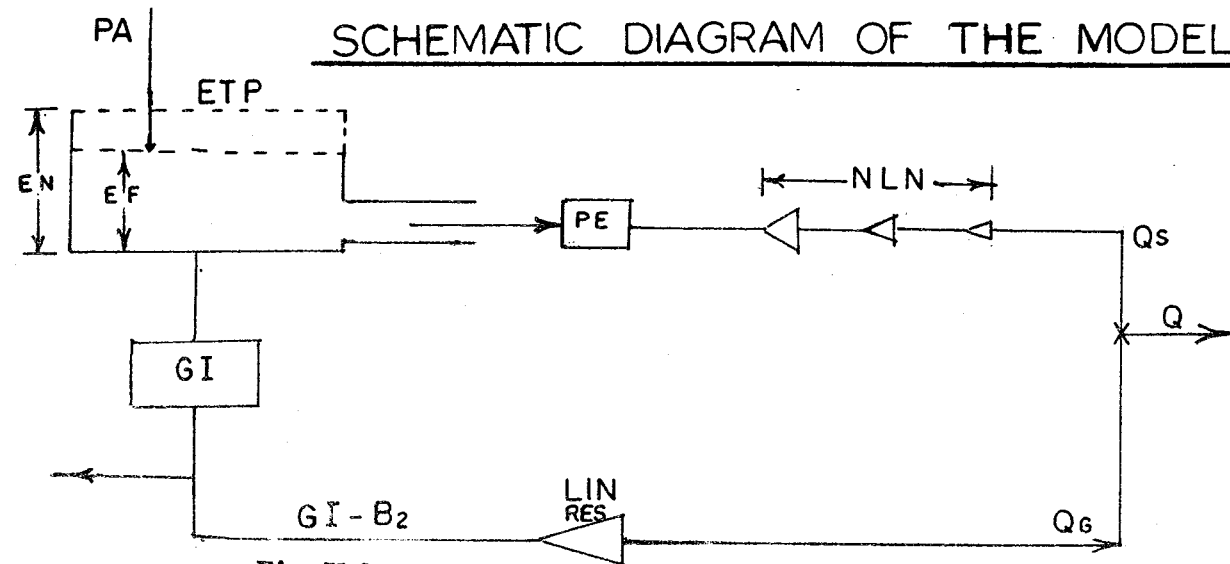 SCHEMATIC DIAGRAM OF THE MODEL
PA
ETP
EN
EF
NLN
PE
QS
Q
GI
LIN
RES
GI-B2
QG